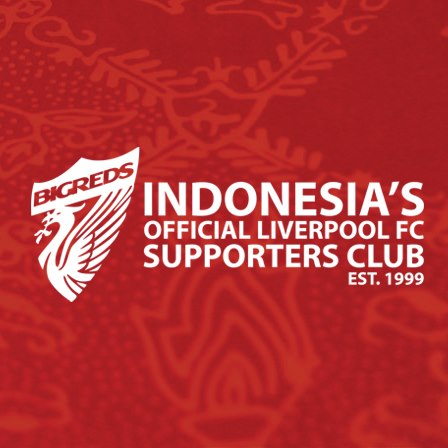 BIGREDS
INDONESIA'S
OFFICIAL LIVERPOOL FC
SUPPORTERS CLUB
EST. 1999